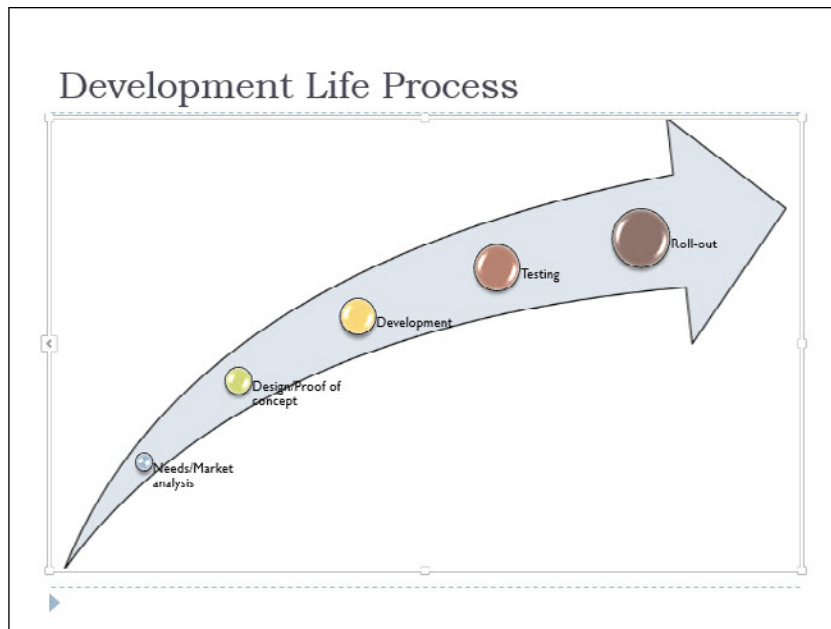 Development Life Process
Roll-out
Testing
Development
Design/Proof of
concept
Needs/Market
analysis